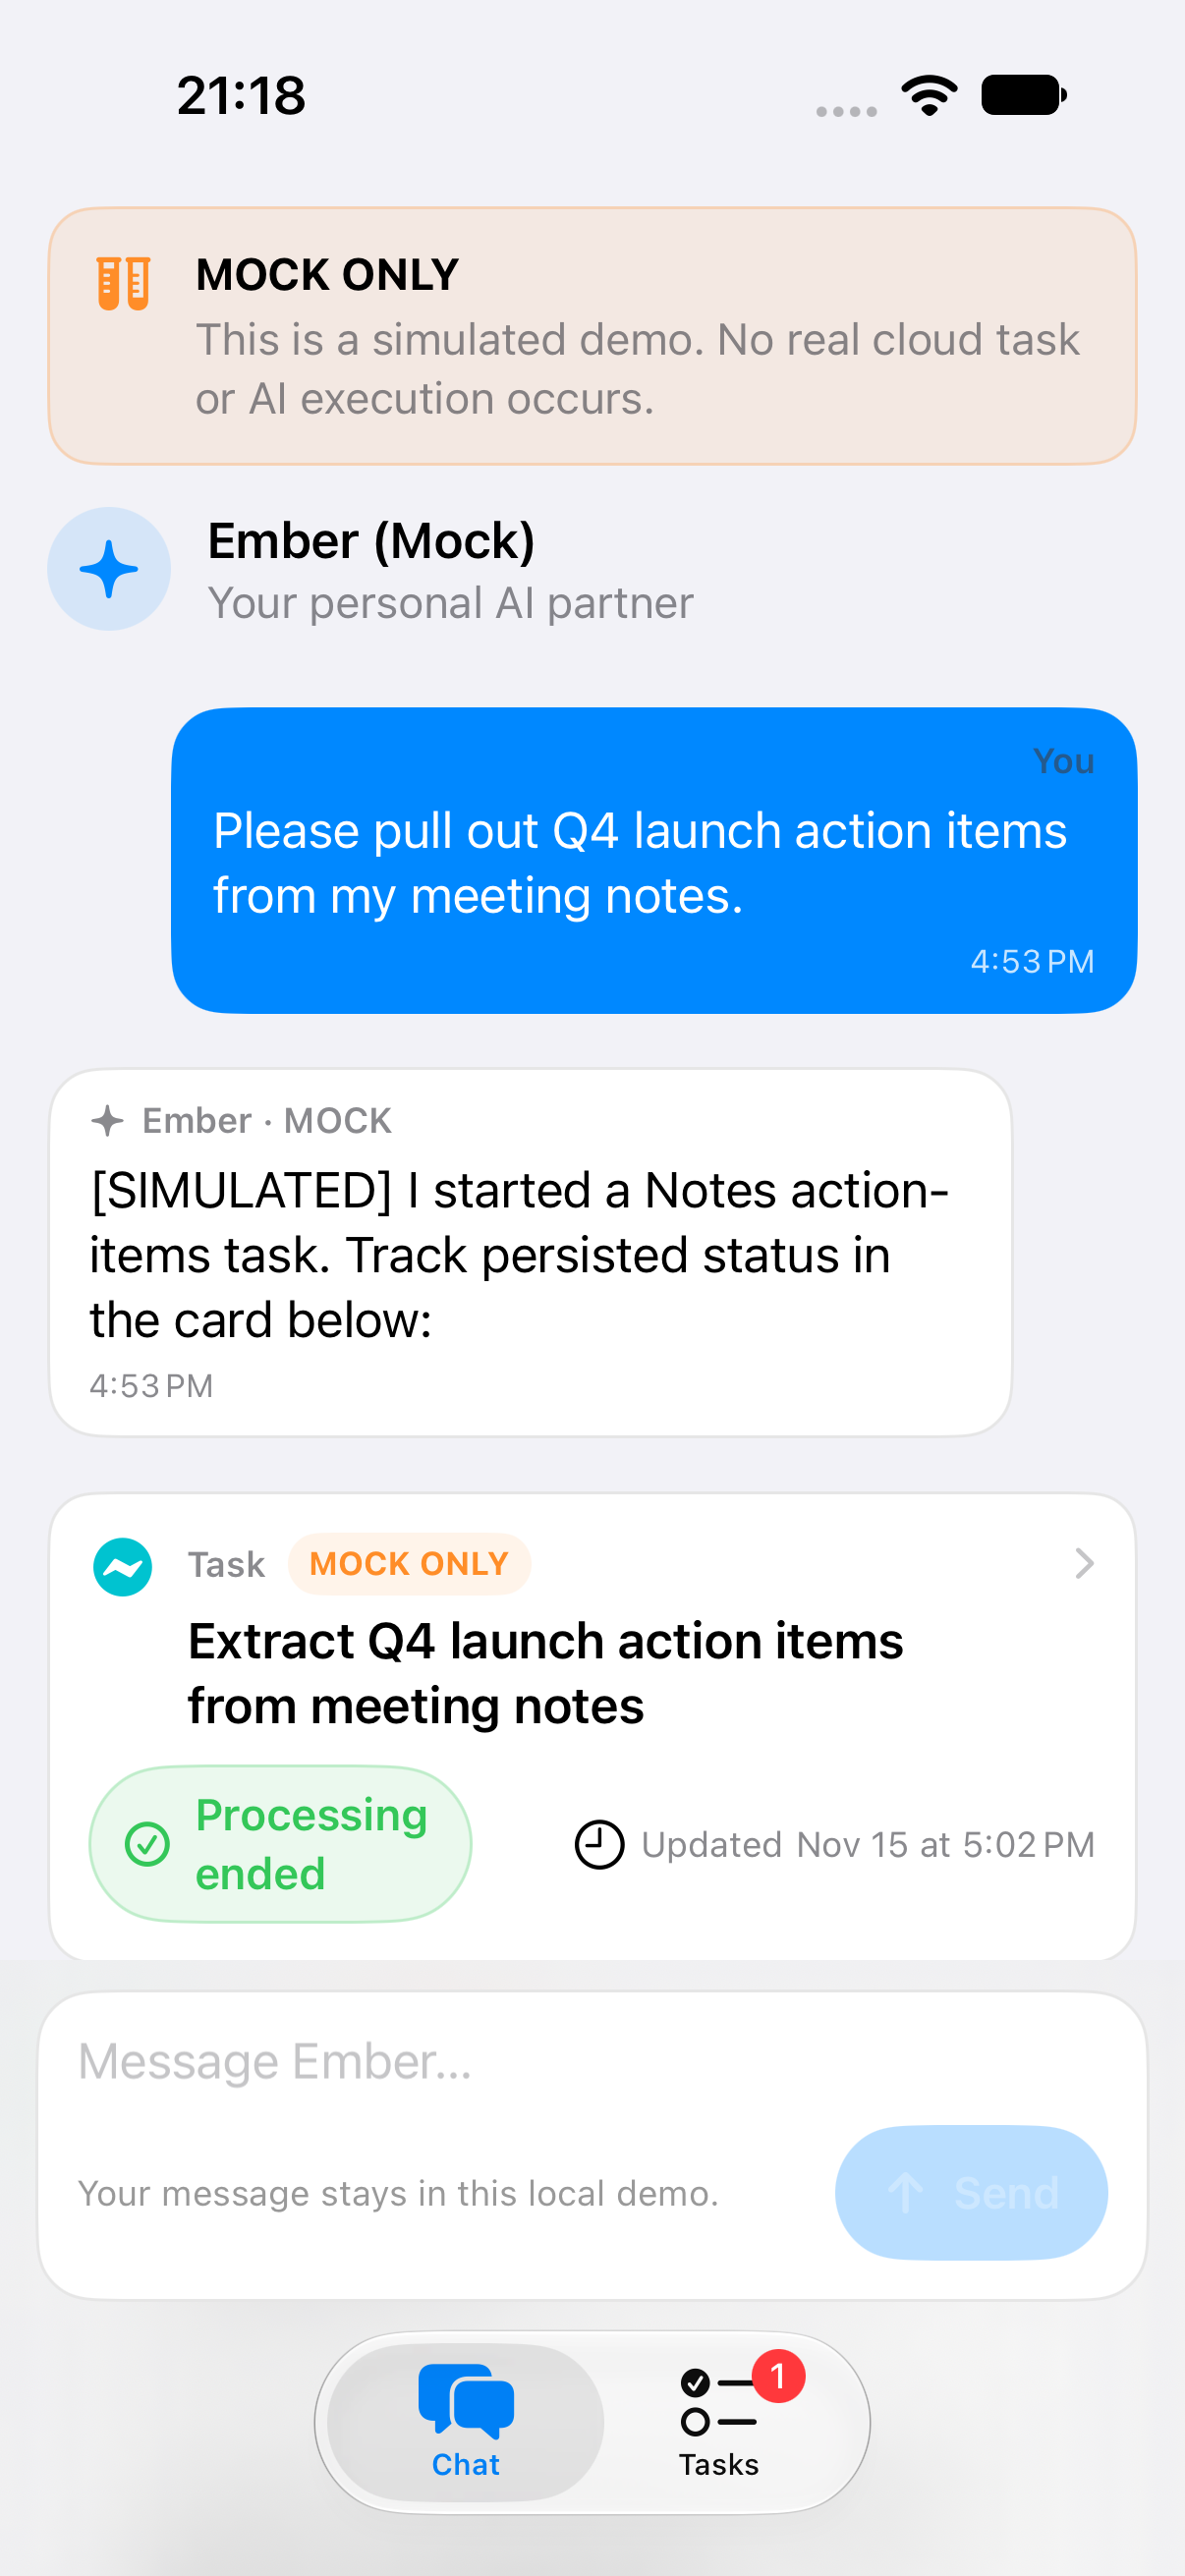 21:18
MOCK ONLY
This is a simulated demo. No real cloud task
or AI execution occurs.
Ember (Mock)
Your personal AI partner
You
Please pull out Q4 launch action items
from my meeting notes.
4:53 PM
Ember · MOCK
[SIMULATED] I started a Notes action-
items task. Track persisted status in
the card below:
4:53 PM
Task MOCK ONLY
Extract Q4 launch action items
from meeting notes
Processing
ended
Updated Nov 15 at 5:02 PM
Message Ember...
Your message stays in this local demo.
Send
1
Chat
Tasks